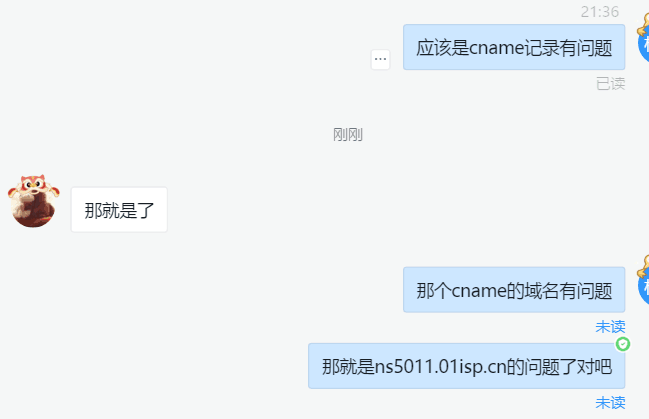 21:36
应该是cname记录有问题
已读
刚刚
那就是了
那个cname的域名有问题
未读
那就是ns5011.01isp.cn的问题了对吧
未读